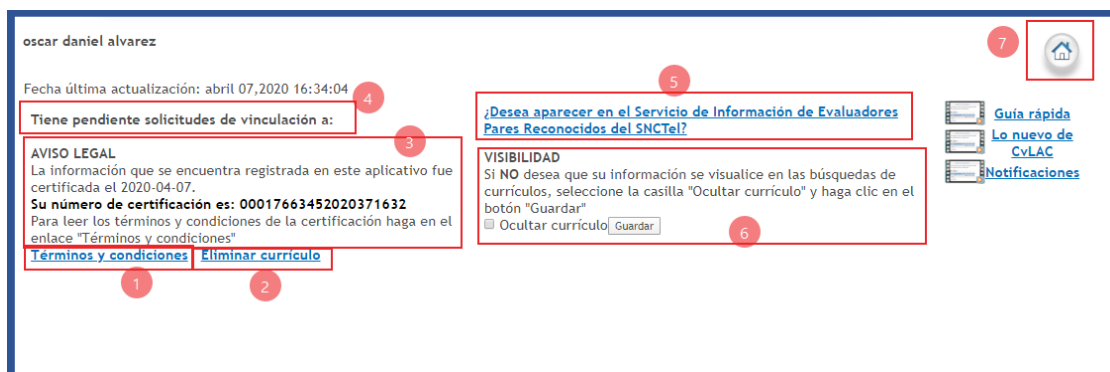 oscar daniel alvarez
7
Fecha última actualización: abril 07,2020 16:34:04
4
Tiene pendiente solicitudes de vinculación a:
3
AVISO LEGAL
La información que se encuentra registrada en este aplicativo fue
certificada el 2020-04-07.
Su número de certificación es: 00017663452020371632
Para leer los términos y condiciones de la certificación haga en el
enlace "Términos y condiciones"
Términos y condiciones Eliminar currículo
1
2
5
¿Desea aparecer en el Servicio de Información de Evaluadores
Pares Reconocidos del SNCTeI?
VISIBILIDAD
Si NO desea que su información se visualice en las búsquedas de
currículos, seleccione la casilla "Ocultar currículo" y haga clic en el
botón "Guardar"
Ocultar currículo Guardar
6
Guía rápida
Lo nuevo de
CvLAC
Notificaciones